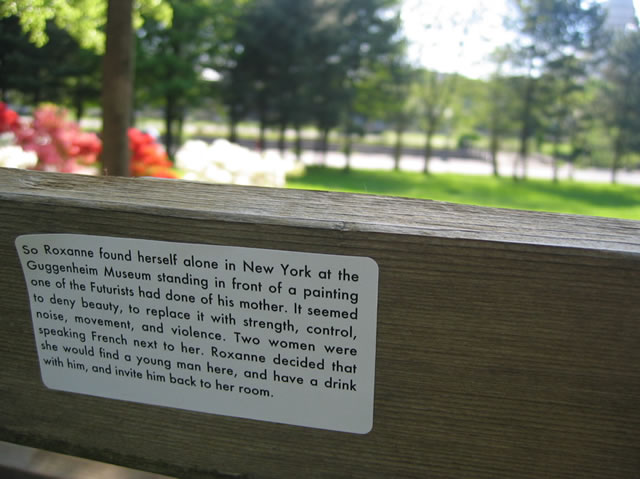 So Roxanne found herself alone in New York at the
Guggenheim Museum standing in front of a painting
one of the Futurists had done of his mother. It seemed
to deny beauty, to replace it with strength, control,
noise, movement, and violence. Two women were
speaking French next to her. Roxanne decided that
she would find a young man here, and have a drink
with him, and invite him back to her room.